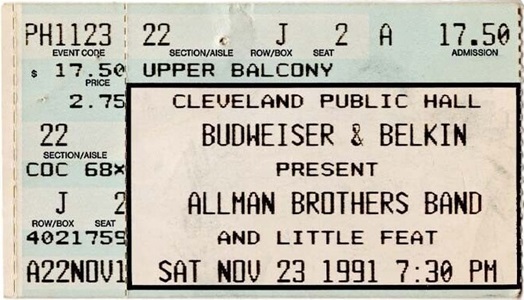 PH1123 22 J 2 A 17.50
EVENT CODE SECTION/AISLE ROW/BOX SEAT ADMISSION
$ 17.50 UPPER BALCONY
PRICE
2.75 CLEVELAND PUBLIC HALL
22 BUDWEISER & BELKIN
SECTION/AISLE
COC 68X PRESENT
J 2 ALLMAN BROTHERS BAND
ROW/BOX SEAT
4021759 AND LITTLE FEAT
A22NOV1 SAT NOV 23 1991 7:30 PM